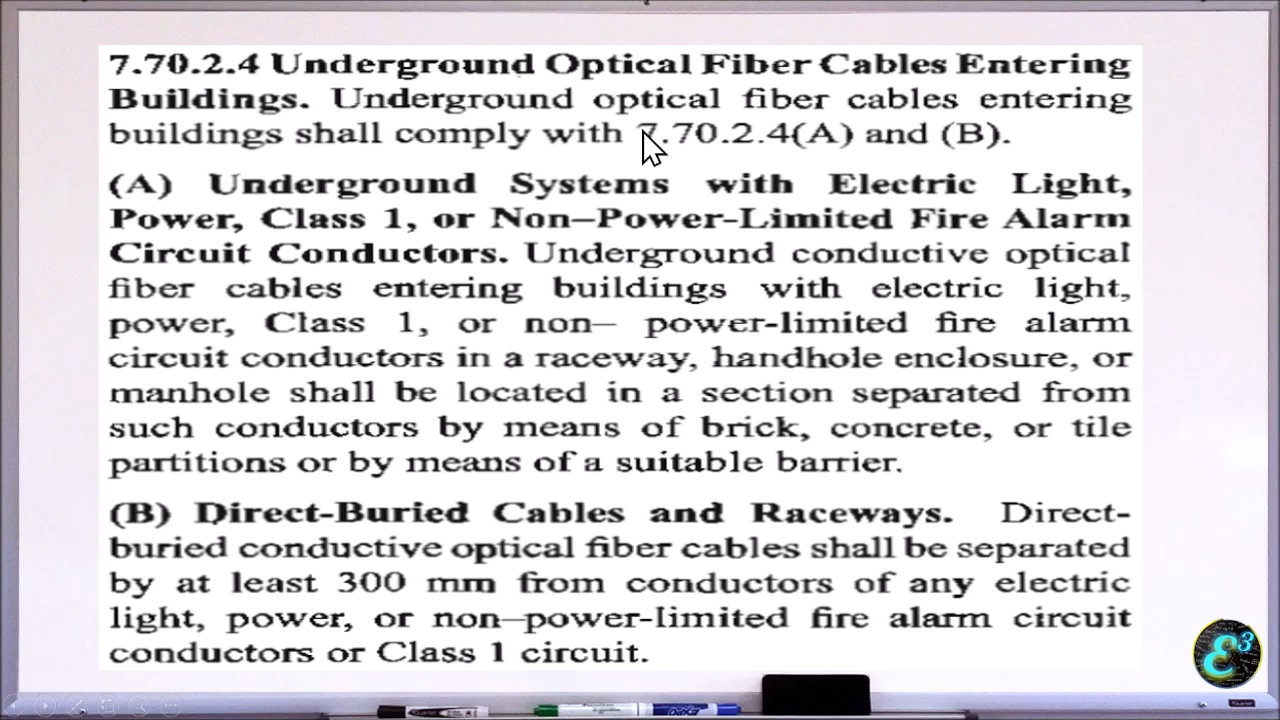 7.70.2.4 Underground Optical Fiber Cables Entering
Buildings. Underground optical fiber cables entering
buildings shall comply with 7.70.2.4(A) and (B).
(A) Underground Systems with Electric Light,
Power, Class 1, or Non–Power-Limited Fire Alarm
Circuit Conductors. Underground conductive optical
fiber cables entering buildings with electric light,
power, Class 1, or non– power-limited fire alarm
circuit conductors in a raceway, handhole enclosure, or
manhole shall be located in a section separated from
such conductors by means of brick, concrete, or tile
partitions or by means of a suitable barrier.
(B) Direct-Buried Cables and Raceways. Direct-
buried conductive optical fiber cables shall be separated
by at least 300 mm from conductors of any electric
light, power, or non–power-limited fire alarm circuit
conductors or Class 1 circuit.
ε3